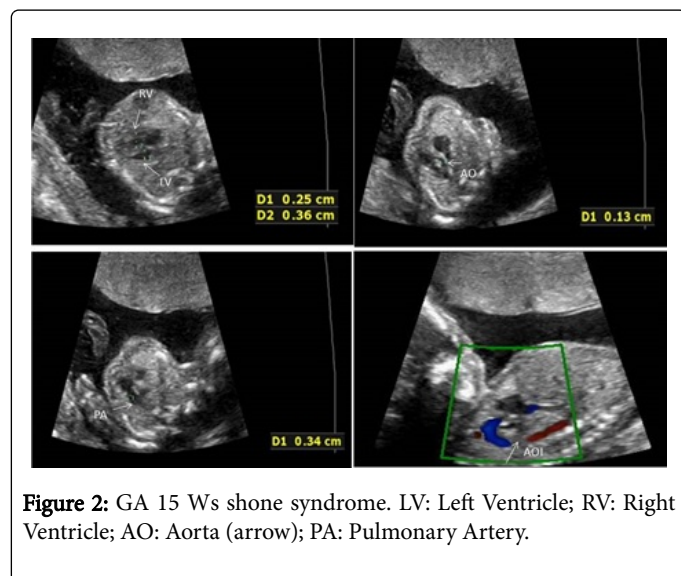 RV
LV
D1 0.25 cm
D2 0.36 cm
AO
D1 0.13 cm
PA
D1 0.34 cm
AOI
Figure 2: GA 15 Ws shone syndrome. LV: Left Ventricle; RV: Right
Ventricle; AO: Aorta (arrow); PA: Pulmonary Artery.